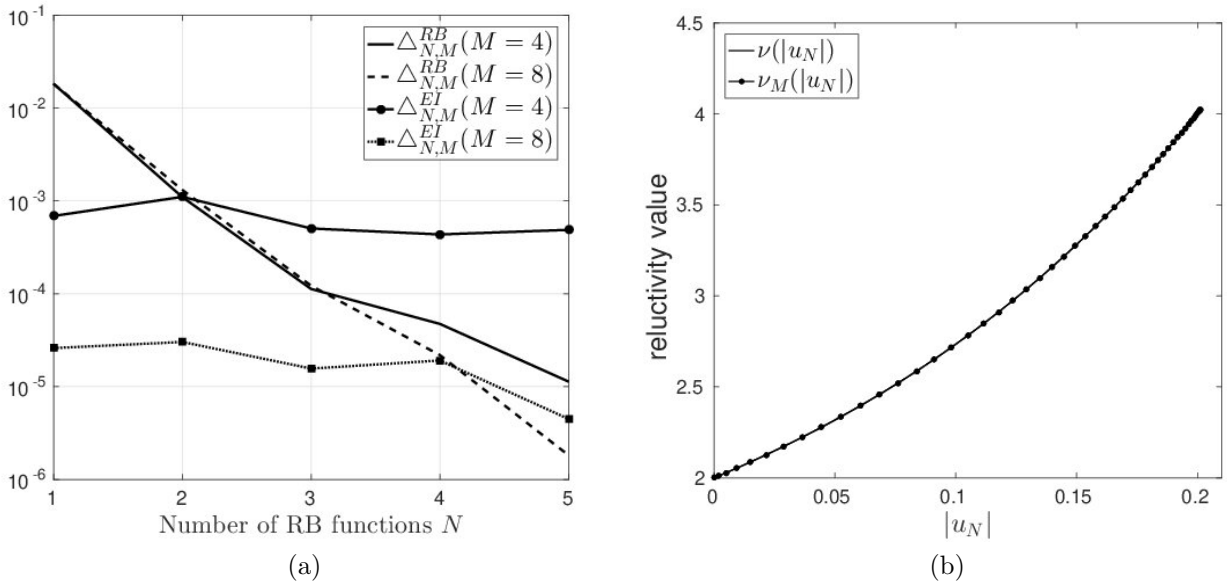 10⁻¹
10⁻²
10⁻³
10⁻⁴
10⁻⁵
10⁻⁶
1 2 3 4 5
Number of RB functions N
△ᴿᴮ_N,M(M = 4)
△ᴿᴮ_N,M(M = 8)
△ᴱᴵ_N,M(M = 4)
△ᴱᴵ_N,M(M = 8)
(a)
reluctivity value
4.5
4
3.5
3
2.5
2
0 0.05 0.1 0.15 0.2
|u_N|
ν(|u_N|)
ν_M(|u_N|)
(b)